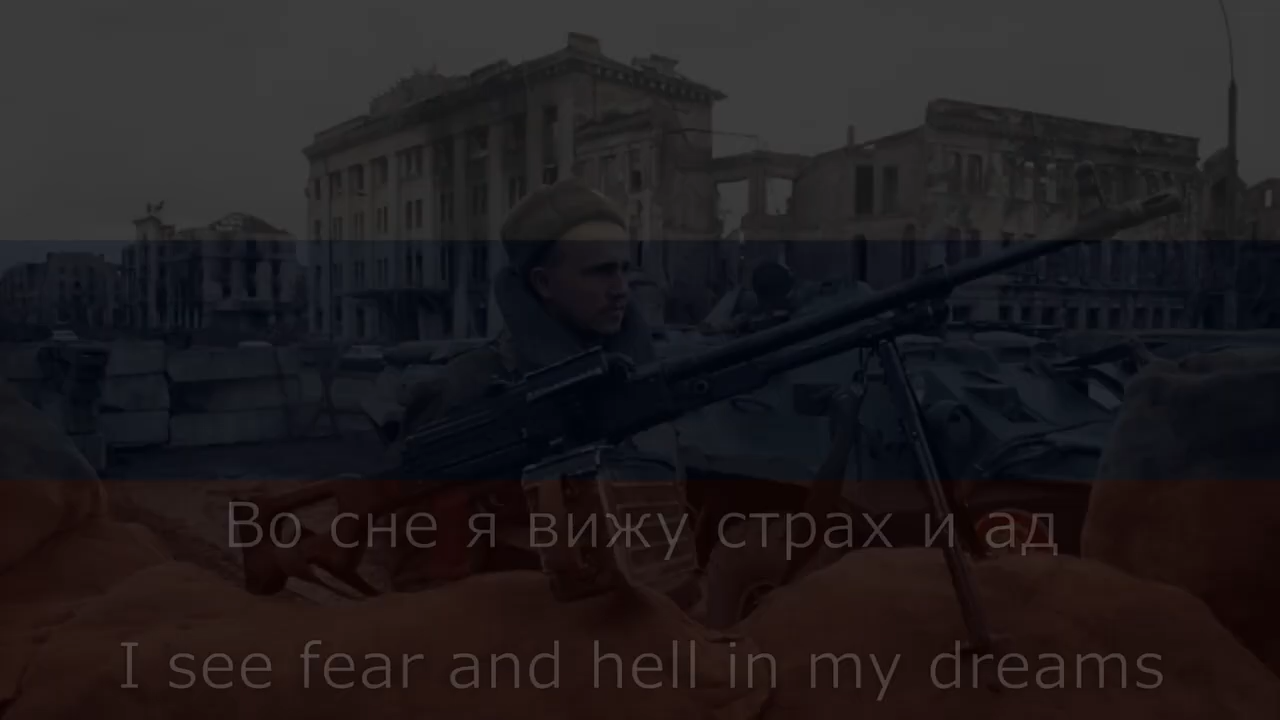 Во сне я вижу страх и ад
I see fear and hell in my dreams